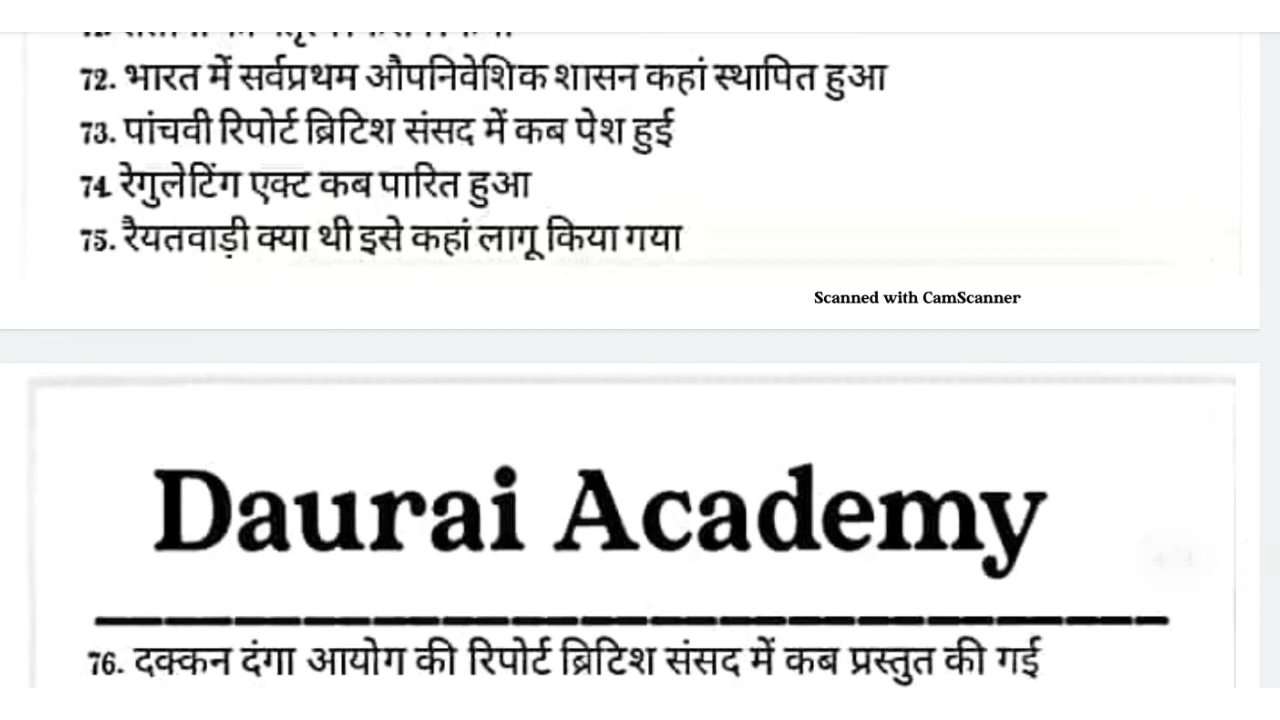 72. भारत में सर्वप्रथम औपनिवेशिक शासन कहां स्थापित हुआ
73. पांचवी रिपोर्ट ब्रिटिश संसद में कब पेश हुई
74 रेगुलेटिंग एक्ट कब पारित हुआ
75. रैयतवाड़ी क्या थी इसे कहां लागू किया गया
Scanned with CamScanner
Daurai Academy
76. दक्कन दंगा आयोग की रिपोर्ट ब्रिटिश संसद में कब प्रस्तुत की गई